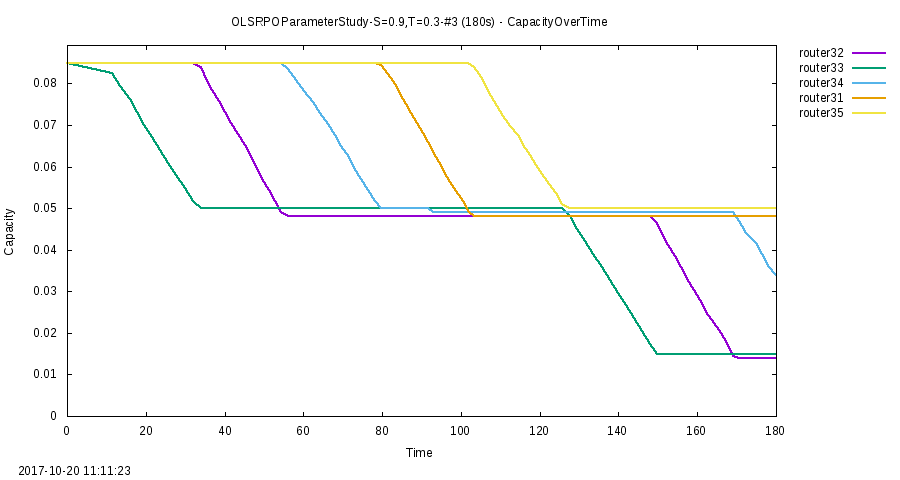 OLSRPOParameterStudy-S=0.9,T=0.3-#3 (180s) - CapacityOverTime
router32
router33
router34
router31
router35
0.08
0.07
0.06
0.05
0.04
0.03
0.02
0.01
0
Capacity
0 20 40 60 80 100 120 140 160 180
Time
2017-10-20 11:11:23